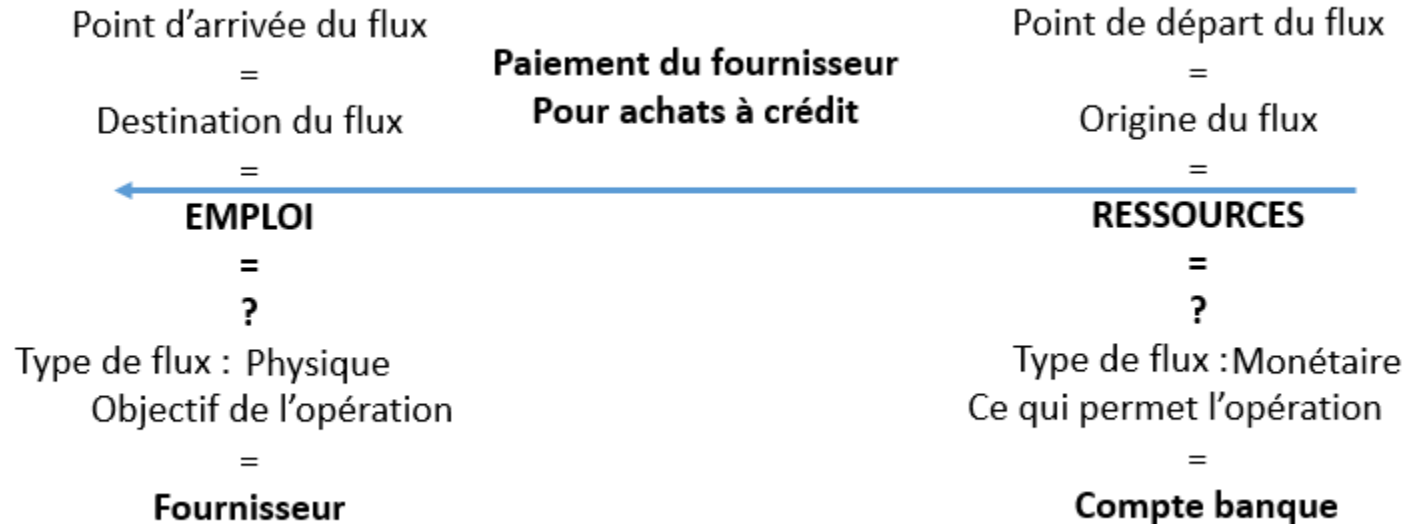 Point d'arrivée du flux
=
Destination du flux
=
EMPLOI
=
?
Type de flux : Physique
Objectif de l'opération
=
Fournisseur
Paiement du fournisseur
Pour achats à crédit
Point de départ du flux
=
Origine du flux
=
RESSOURCES
=
?
Type de flux :Monétaire
Ce qui permet l'opération
=
Compte banque